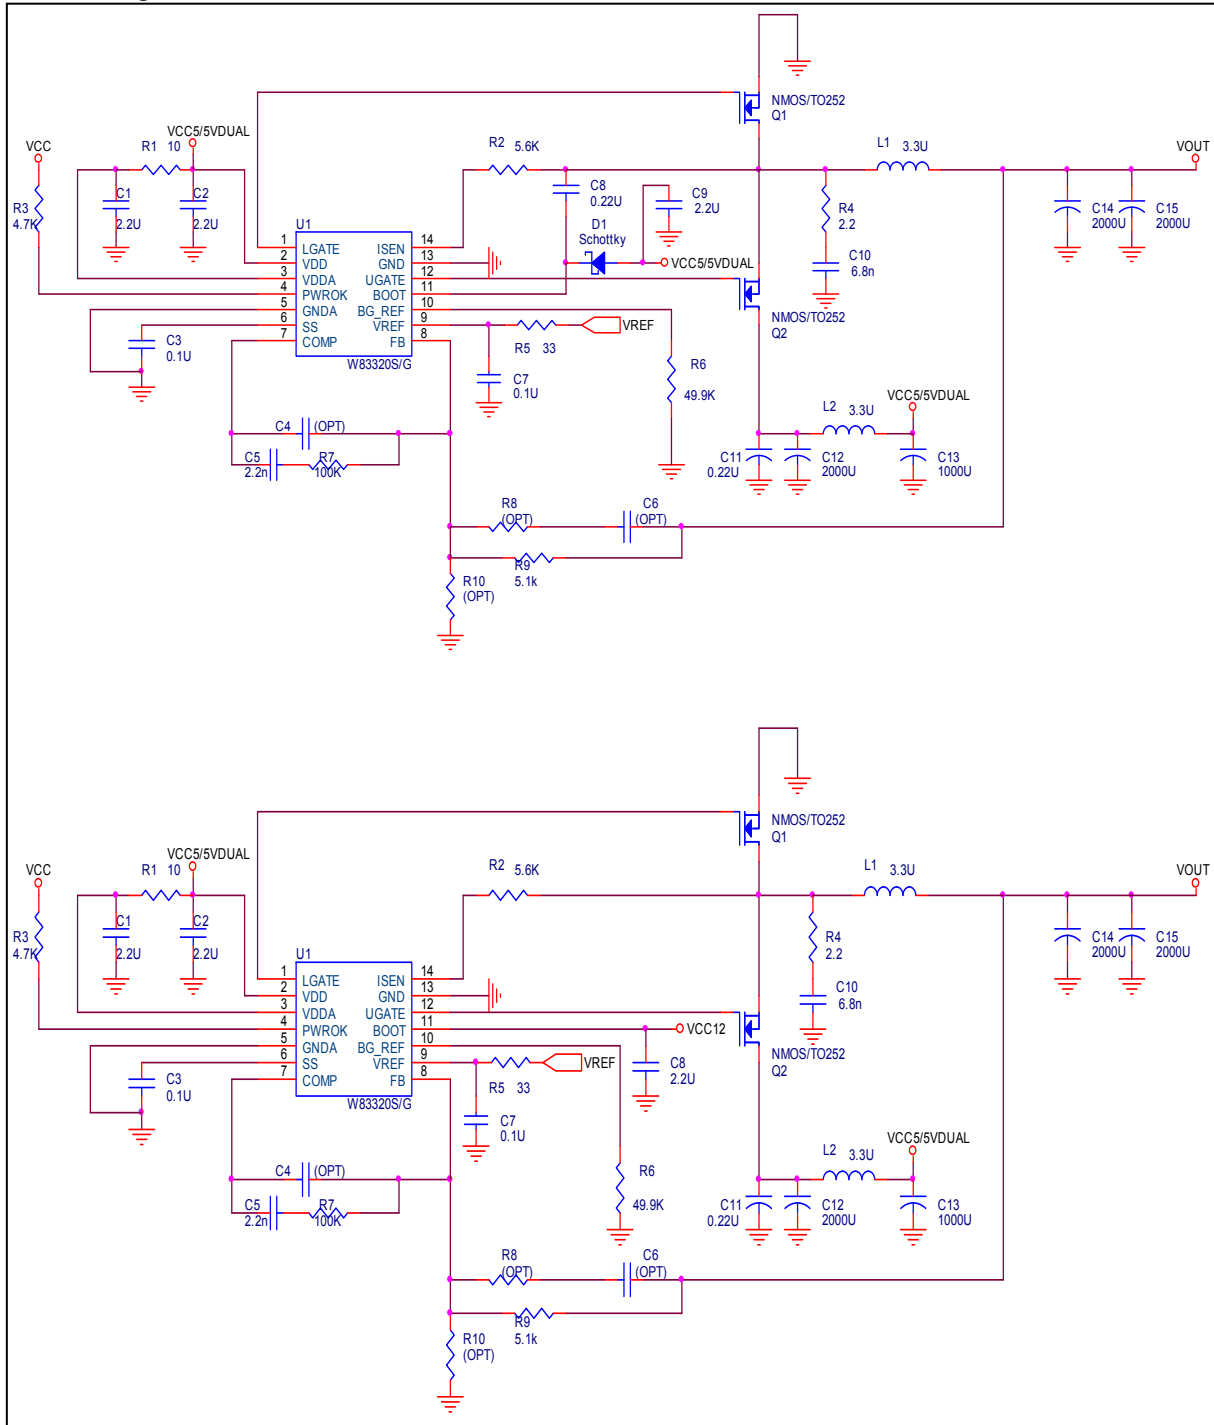 NMOS/TO252
Q1
VCC
R1 10
VCC5/5VDUAL
R2 5.6K
L1 3.3U
VOUT
R3
4.7K
C1
2.2U
C2
2.2U
C8
0.22U
C9
2.2U
R4
2.2
C14
2000U
C15
2000U
U1
D1
Schottky
C10
6.8n
1 LGATE ISEN 14
2 VDD GND 13
3 VDDA UGATE 12
4 PWROK BOOT 11
5 GNDA BG_REF 10
6 SS VREF 9
7 COMP FB 8
W83320S/G
VCC5/5VDUAL
NMOS/TO252
Q2
C3
0.1U
R5 33
VREF
C7
0.1U
R6
49.9K
C4 (OPT)
C5
2.2n
R7
100K
L2 3.3U
VCC5/5VDUAL
C11
0.22U
C12
2000U
C13
1000U
R8
(OPT)
C6
(OPT)
R9
5.1k
R10
(OPT)
NMOS/TO252
Q1
VCC
R1 10
VCC5/5VDUAL
R2 5.6K
L1 3.3U
VOUT
R3
4.7K
C1
2.2U
C2
2.2U
R4
2.2
C14
2000U
C15
2000U
U1
C10
6.8n
1 LGATE ISEN 14
2 VDD GND 13
3 VDDA UGATE 12
4 PWROK BOOT 11
5 GNDA BG_REF 10
6 SS VREF 9
7 COMP FB 8
W83320S/G
VCC12
NMOS/TO252
Q2
C3
0.1U
R5 33
VREF
C8
2.2U
C7
0.1U
R6
49.9K
C4 (OPT)
C5
2.2n
R7
100K
L2 3.3U
VCC5/5VDUAL
C11
0.22U
C12
2000U
C13
1000U
R8
(OPT)
C6
(OPT)
R9
5.1k
R10
(OPT)